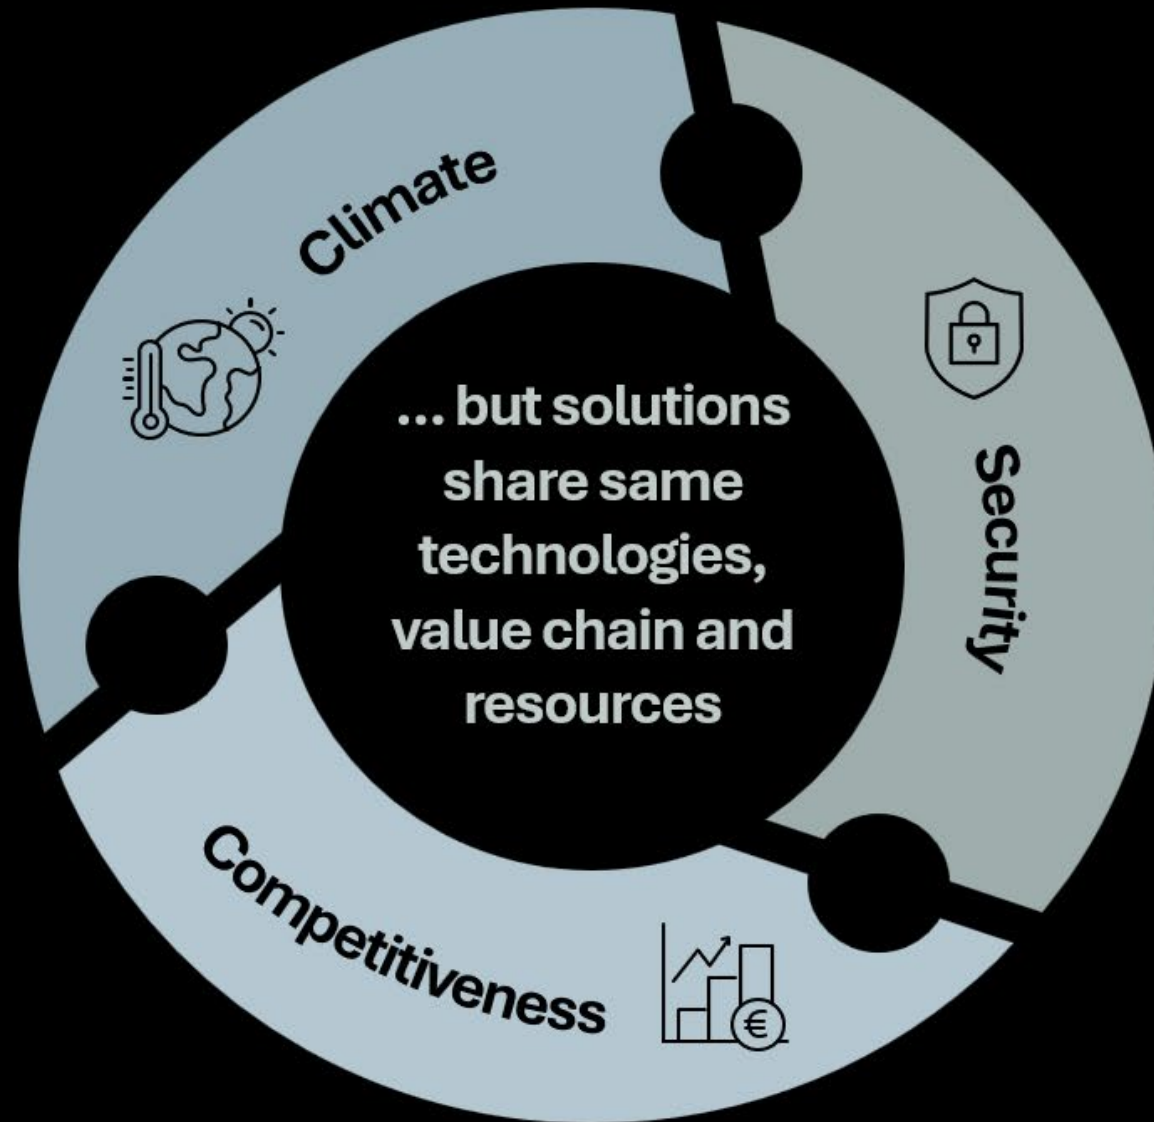 Climate
Security
... but solutions
share same
technologies,
value chain and
resources
Competitiveness
€